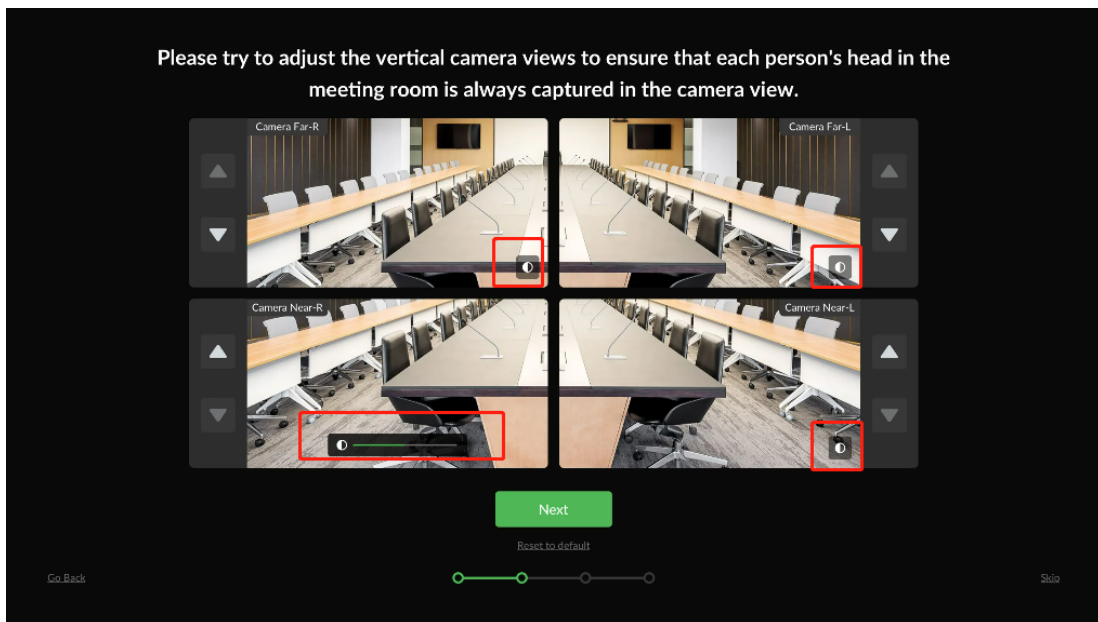 Please try to adjust the vertical camera views to ensure that each person's head in the
meeting room is always captured in the camera view.
Camera Far-R
Camera Far-L
Camera Near-R
Camera Near-L
Next
Reset to default
Go Back
Skip